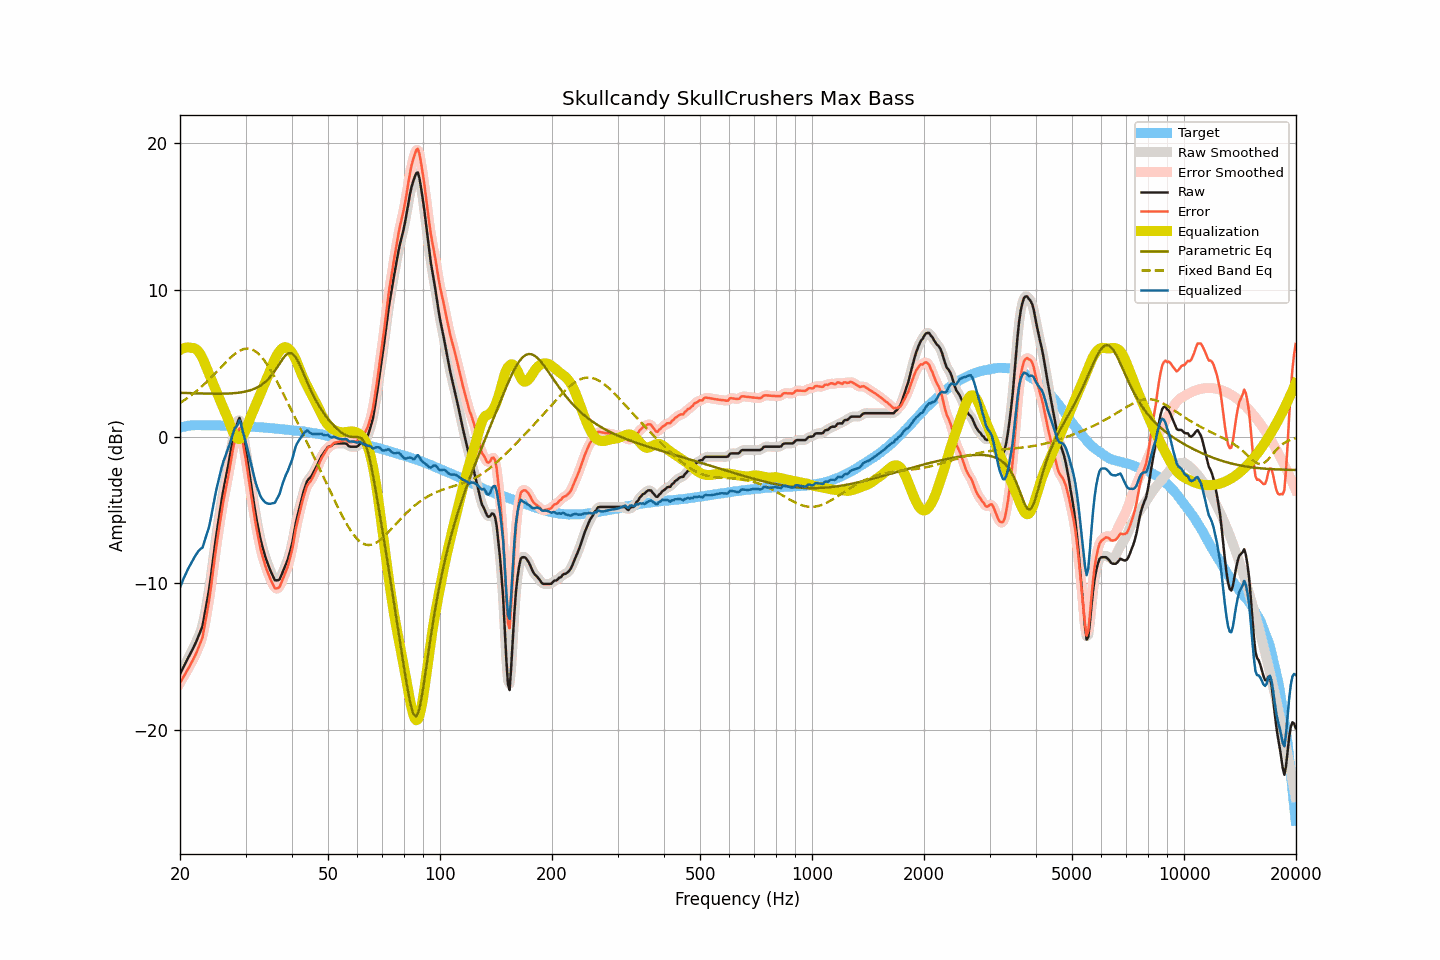 Skullcandy SkullCrushers Max Bass
Target
Raw Smoothed
Error Smoothed
Raw
Error
Equalization
Parametric Eq
Fixed Band Eq
Equalized
20
10
0
−10
−20
Amplitude (dBr)
20
50
100
200
500
1000
2000
5000
10000
20000
Frequency (Hz)